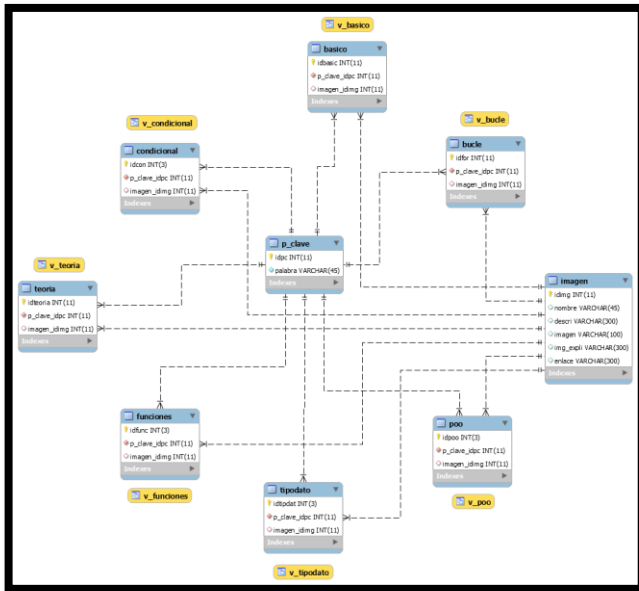 v_basico
basico
idbasic INT(11)
p_clave_idpc INT(11)
imagen_idimg INT(11)
Indexes
v_condicional
condicional
idcon INT(3)
p_clave_idpc INT(11)
imagen_idimg INT(11)
Indexes
v_bucle
bucle
idfor INT(11)
p_clave_idpc INT(11)
imagen_idimg INT(11)
Indexes
p_clave
idpc INT(11)
palabra VARCHAR(45)
Indexes
v_teoria
teoria
idteoria INT(11)
p_clave_idpc INT(11)
imagen_idimg INT(11)
Indexes
imagen
idimg INT(11)
nombre VARCHAR(45)
descri VARCHAR(300)
imagen VARCHAR(100)
img_expli VARCHAR(300)
enlace VARCHAR(300)
Indexes
funciones
idfunc INT(3)
p_clave_idpc INT(11)
imagen_idimg INT(11)
Indexes
v_funciones
poo
idpoo INT(3)
p_clave_idpc INT(11)
imagen_idimg INT(11)
Indexes
v_poo
tipodato
idtipdat INT(3)
p_clave_idpc INT(11)
imagen_idimg INT(11)
Indexes
v_tipodato